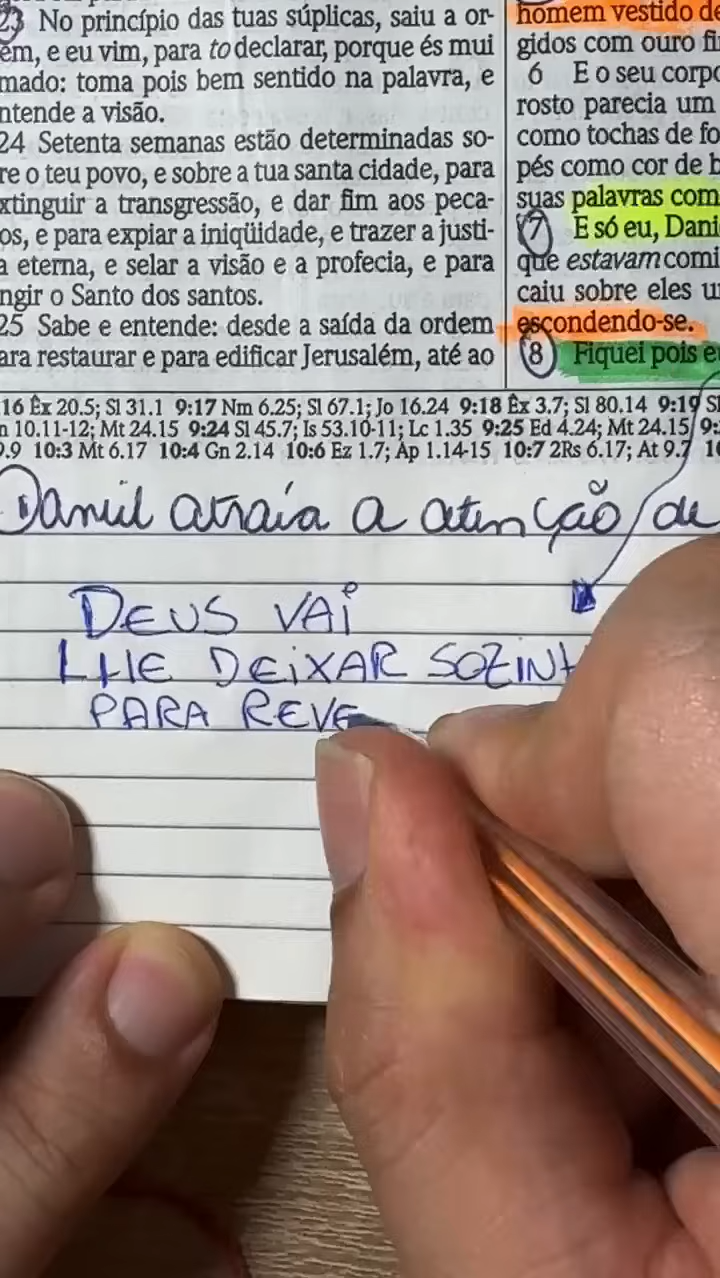 23 No princípio das tuas súplicas, saiu a or-
em, e eu vim, para to declarar, porque és mui
mado: toma pois bem sentido na palavra, e
ntende a visão.
24 Setenta semanas estão determinadas so-
re o teu povo, e sobre a tua santa cidade, para
xtinguir a transgressão, e dar fim aos peca-
os, e para expiar a iniqüidade, e trazer a justi-
a eterna, e selar a visão e a profecia, e para
ngir o Santo dos santos.
25 Sabe e entende: desde a saída da ordem
ara restaurar e para edificar Jerusalém, até ao
homem vestido de
gidos com ouro fi
6 E o seu corpo
rosto parecia um
como tochas de fo
pés como cor de b
suas palavras com
7 E só eu, Dani
que estavam comi
caiu sobre eles u
escondendo-se.
8 Fiquei pois e
16 Êx 20.5; Sl 31.1 9:17 Nm 6.25; Sl 67.1; Jo 16.24 9:18 Êx 3.7; Sl 80.14 9:19 Sl
n 10.11-12; Mt 24.15 9:24 Sl 45.7; Is 53.10-11; Lc 1.35 9:25 Ed 4.24; Mt 24.15 9:
9.9 10:3 Mt 6.17 10:4 Gn 2.14 10:6 Ez 1.7; Ap 1.14-15 10:7 2Rs 6.17; At 9.7 10
Daniel atraía a atenção de
DEUS VAI
LHE DEIXAR SOZINH
PARA REVE